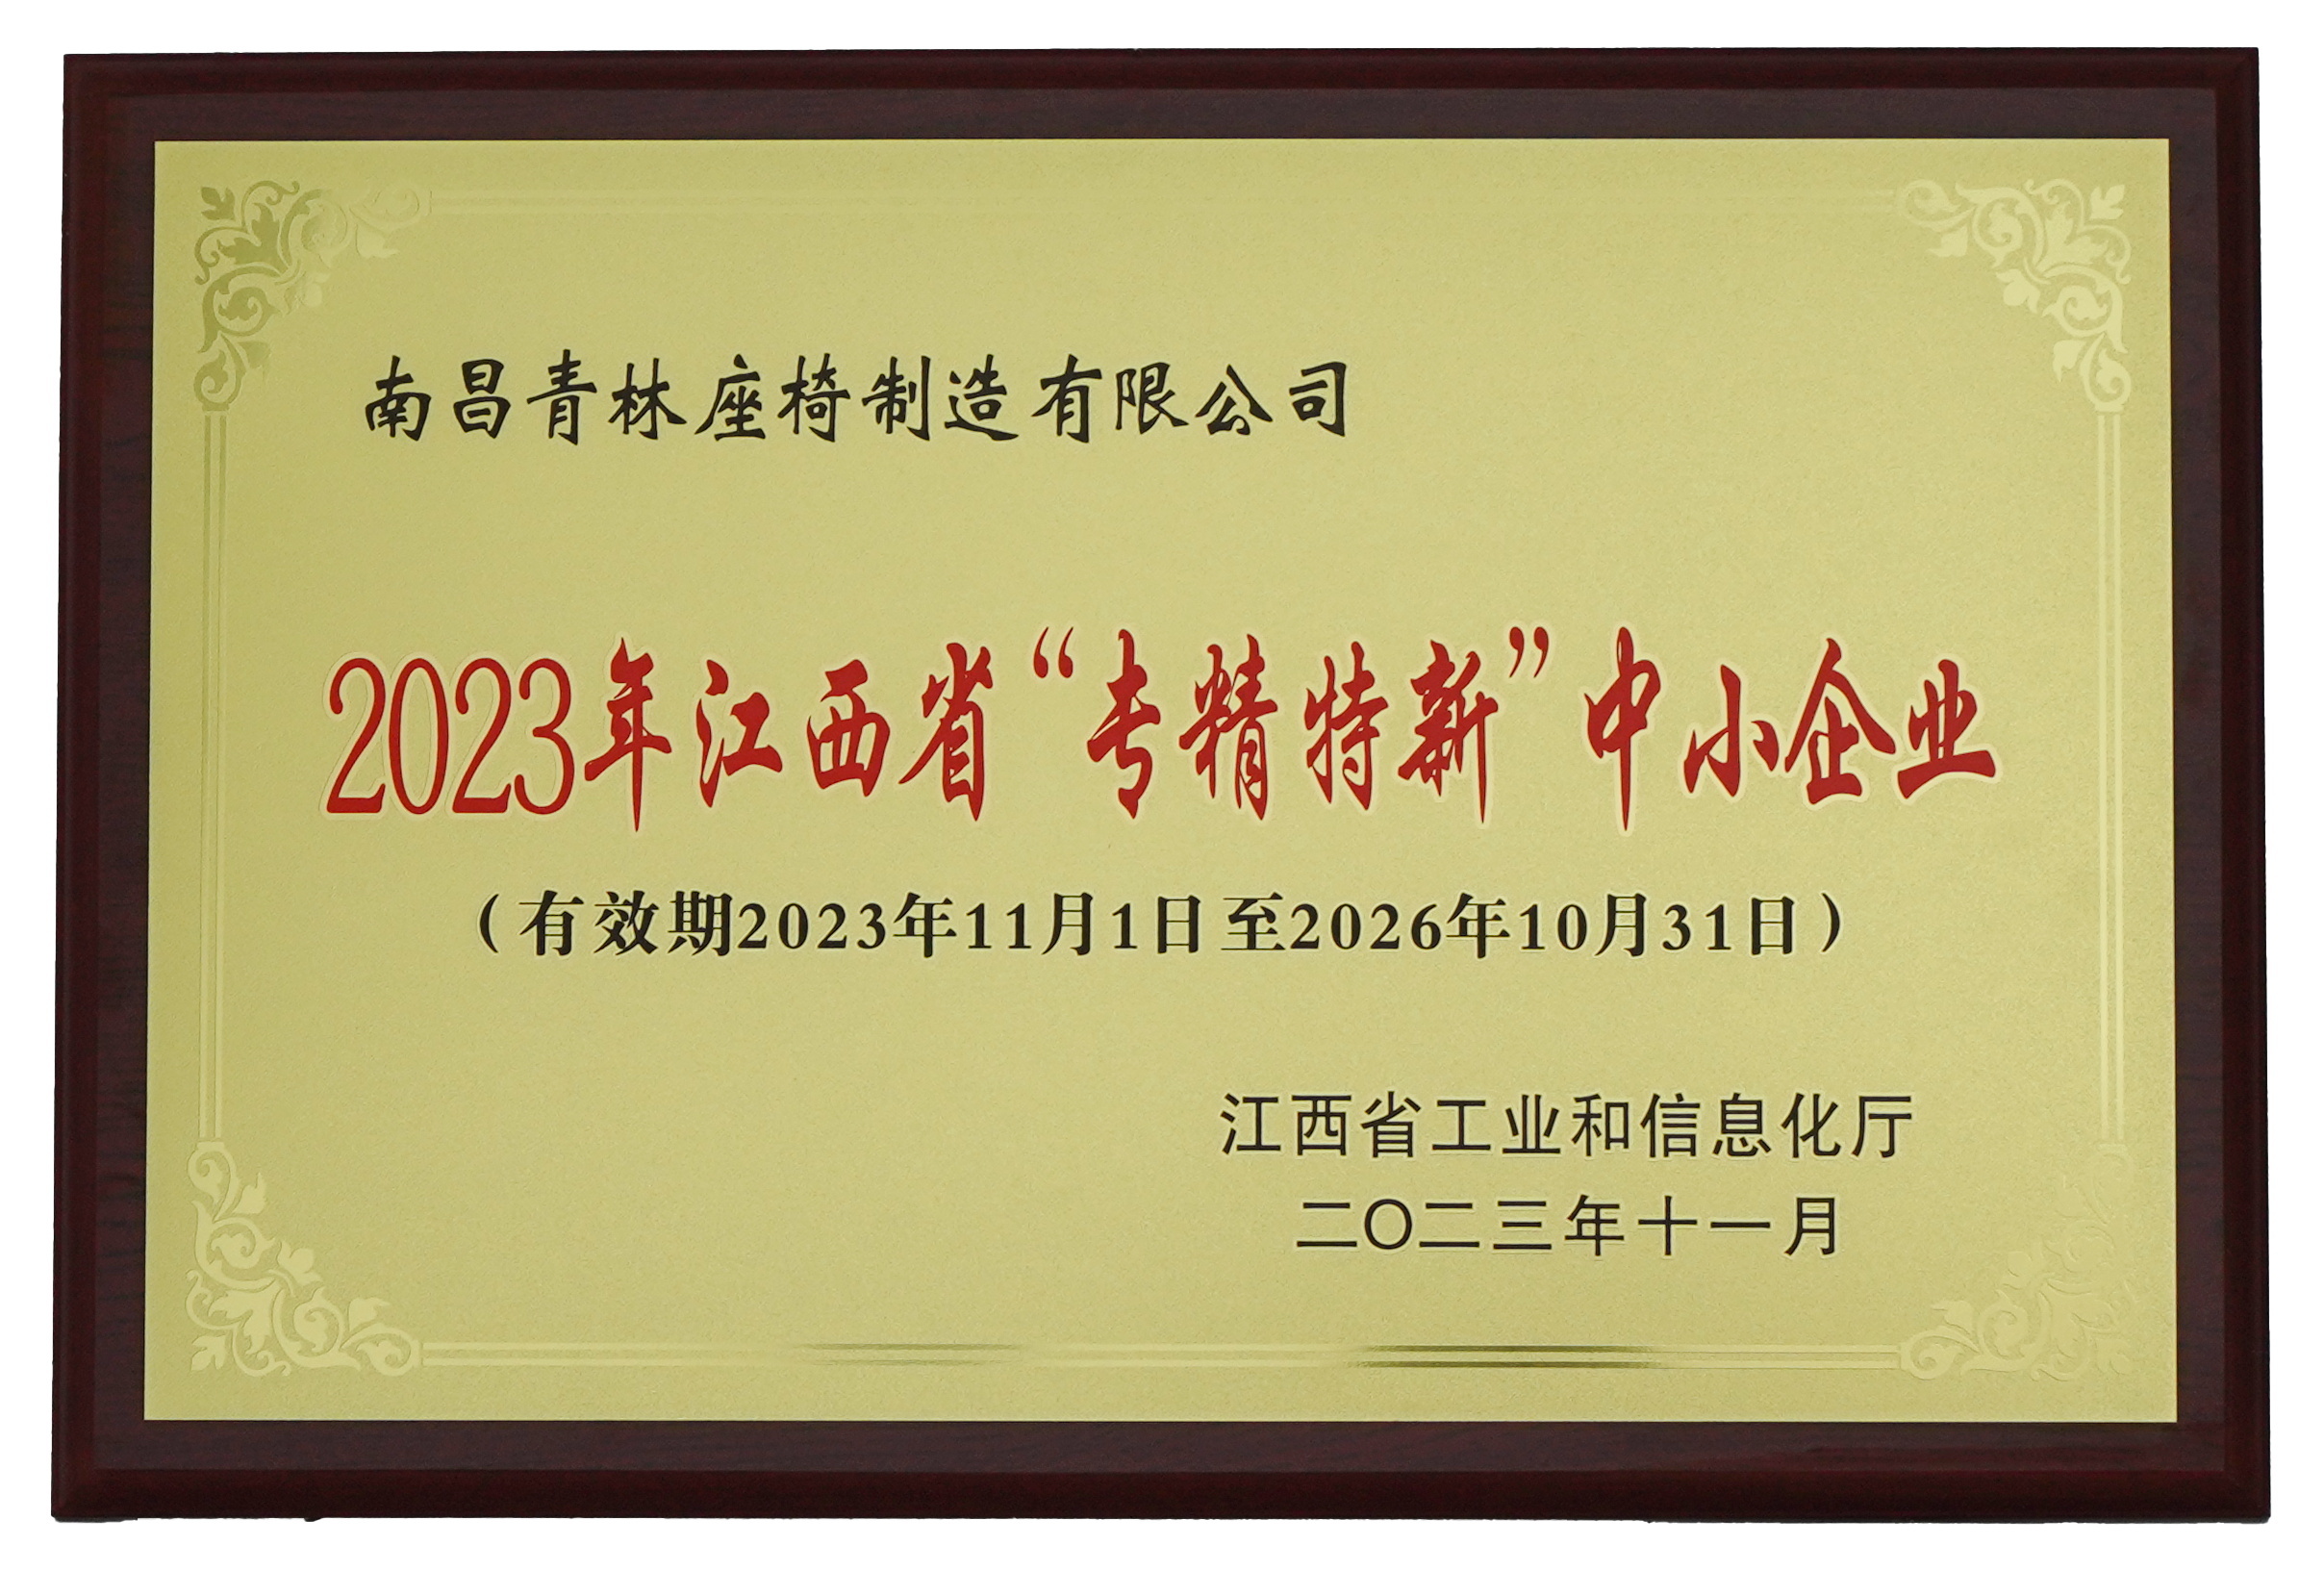 南昌青林座椅制造有限公司
2023年江西省“专精特新”中小企业
（有效期2023年11月1日至2026年10月31日）
江西省工业和信息化厅
二〇二三年十一月